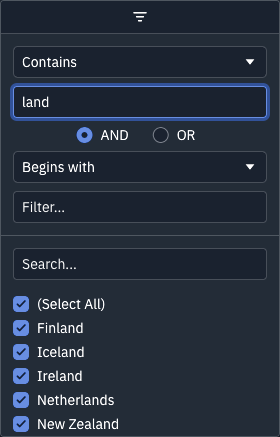 Contains
land
AND OR
Begins with
Filter...
Search...
(Select All)
Finland
Iceland
Ireland
Netherlands
New Zealand